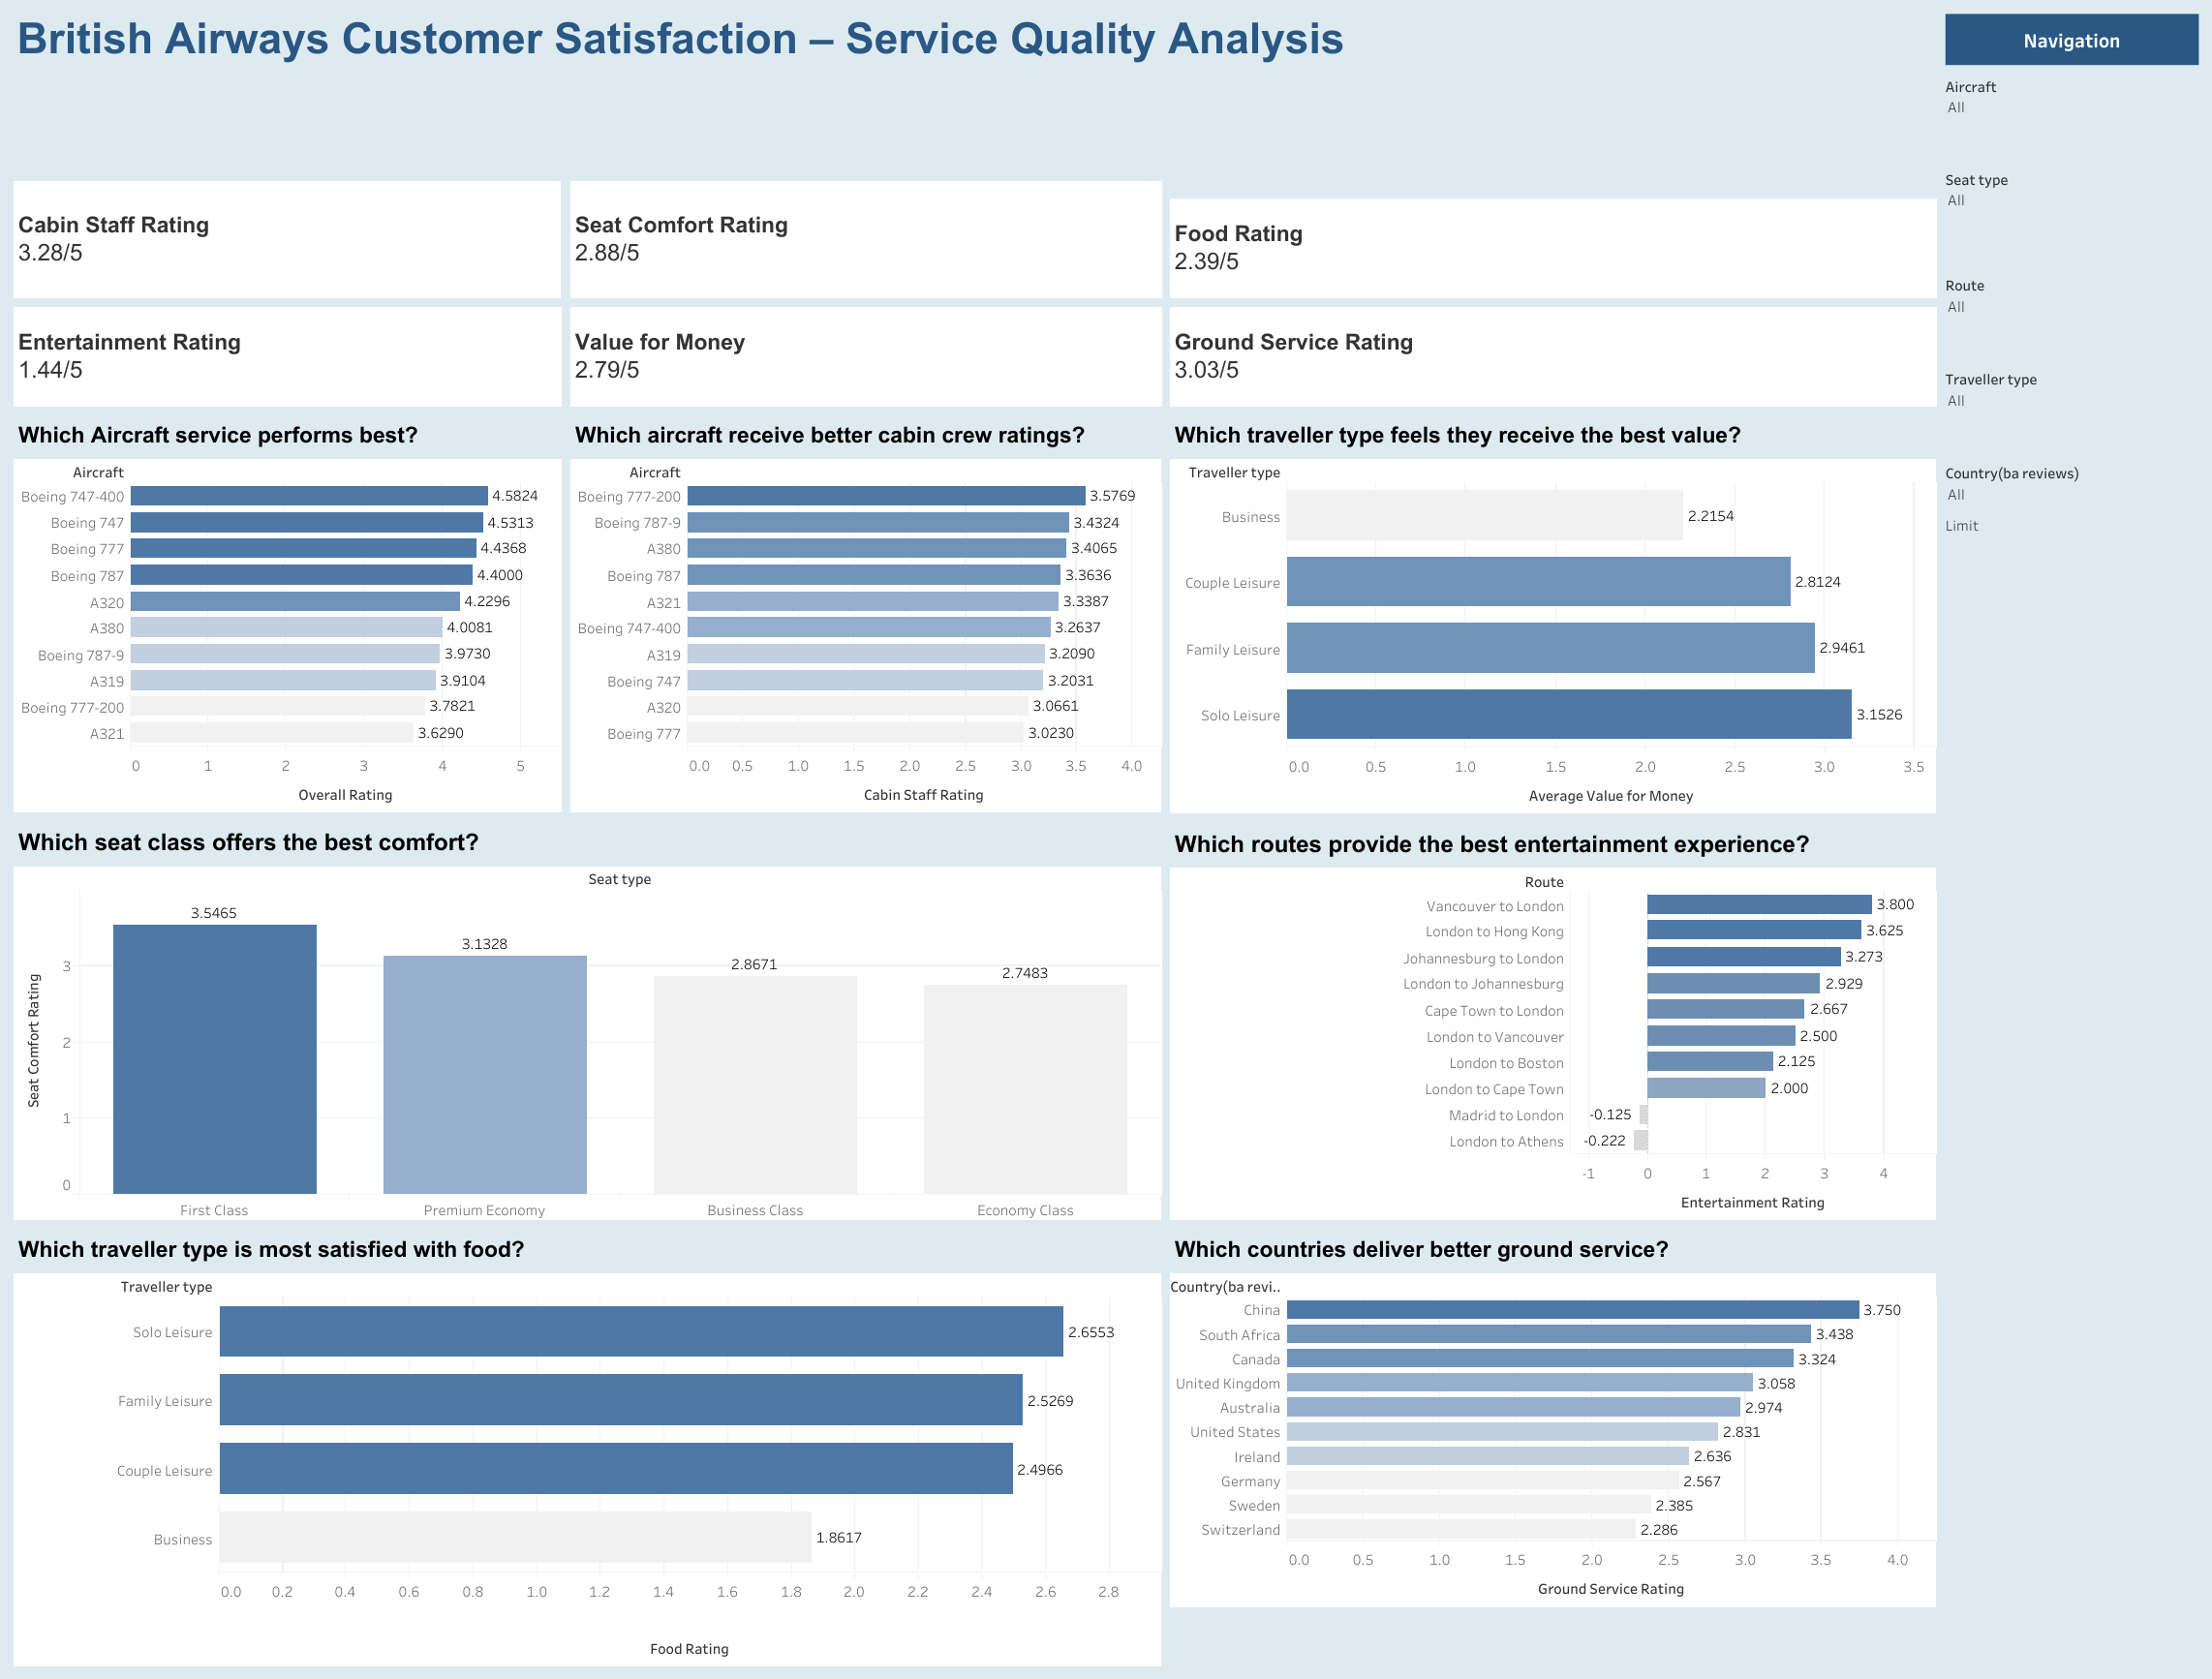 British Airways Customer Satisfaction – Service Quality Analysis
Navigation
Aircraft
All
Seat type
All
Route
All
Traveller type
All
Country(ba reviews)
All
Limit
Cabin Staff Rating
3.28/5
Seat Comfort Rating
2.88/5
Food Rating
2.39/5
Entertainment Rating
1.44/5
Value for Money
2.79/5
Ground Service Rating
3.03/5
Which Aircraft service performs best?
Aircraft
Boeing 747-400 4.5824
Boeing 747 4.5313
Boeing 777 4.4368
Boeing 787 4.4000
A320 4.2296
A380 4.0081
Boeing 787-9 3.9730
A319 3.9104
Boeing 777-200 3.7821
A321 3.6290
0 1 2 3 4 5
Overall Rating
Which aircraft receive better cabin crew ratings?
Aircraft
Boeing 777-200 3.5769
Boeing 787-9 3.4324
A380 3.4065
Boeing 787 3.3636
A321 3.3387
Boeing 747-400 3.2637
A319 3.2090
Boeing 747 3.2031
A320 3.0661
Boeing 777 3.0230
0.0 0.5 1.0 1.5 2.0 2.5 3.0 3.5 4.0
Cabin Staff Rating
Which traveller type feels they receive the best value?
Traveller type
Business 2.2154
Couple Leisure 2.8124
Family Leisure 2.9461
Solo Leisure 3.1526
0.0 0.5 1.0 1.5 2.0 2.5 3.0 3.5
Average Value for Money
Which seat class offers the best comfort?
Seat type
3.5465 3.1328 2.8671 2.7483
Seat Comfort Rating
3
2
1
0
First Class Premium Economy Business Class Economy Class
Which routes provide the best entertainment experience?
Route
Vancouver to London 3.800
London to Hong Kong 3.625
Johannesburg to London 3.273
London to Johannesburg 2.929
Cape Town to London 2.667
London to Vancouver 2.500
London to Boston 2.125
London to Cape Town 2.000
Madrid to London -0.125
London to Athens -0.222
-1 0 1 2 3 4
Entertainment Rating
Which traveller type is most satisfied with food?
Traveller type
Solo Leisure 2.6553
Family Leisure 2.5269
Couple Leisure 2.4966
Business 1.8617
0.0 0.2 0.4 0.6 0.8 1.0 1.2 1.4 1.6 1.8 2.0 2.2 2.4 2.6 2.8
Food Rating
Which countries deliver better ground service?
Country(ba revi..
China 3.750
South Africa 3.438
Canada 3.324
United Kingdom 3.058
Australia 2.974
United States 2.831
Ireland 2.636
Germany 2.567
Sweden 2.385
Switzerland 2.286
0.0 0.5 1.0 1.5 2.0 2.5 3.0 3.5 4.0
Ground Service Rating